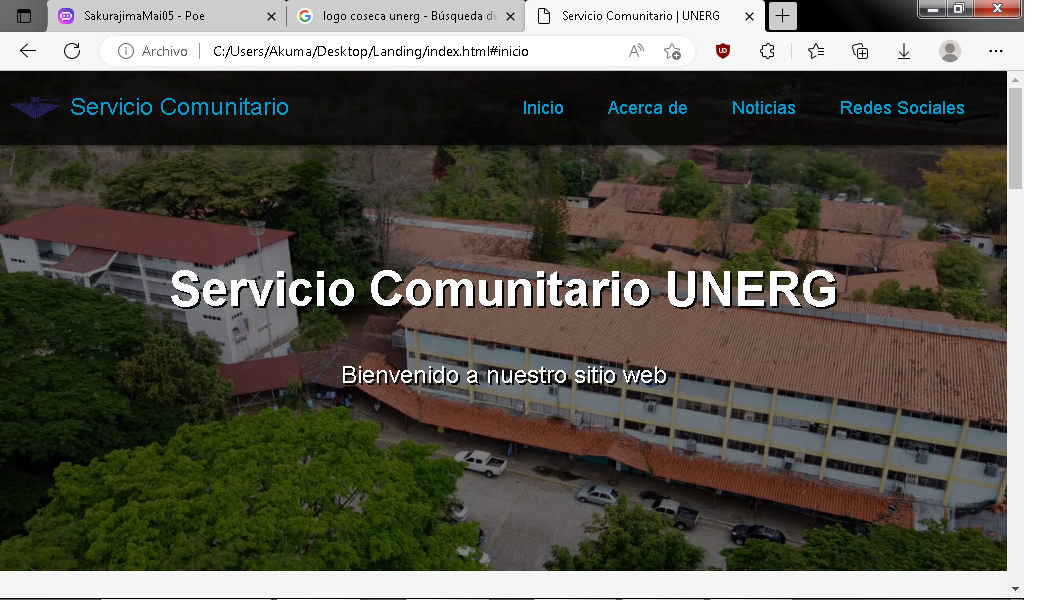 SakurajimaMai05 - Poe
logo coseca unerg - Búsqueda de
Servicio Comunitario | UNERG
Archivo
C:/Users/Akuma/Desktop/Landing/index.html#inicio
Servicio Comunitario
Inicio
Acerca de
Noticias
Redes Sociales
Servicio Comunitario UNERG
Bienvenido a nuestro sitio web